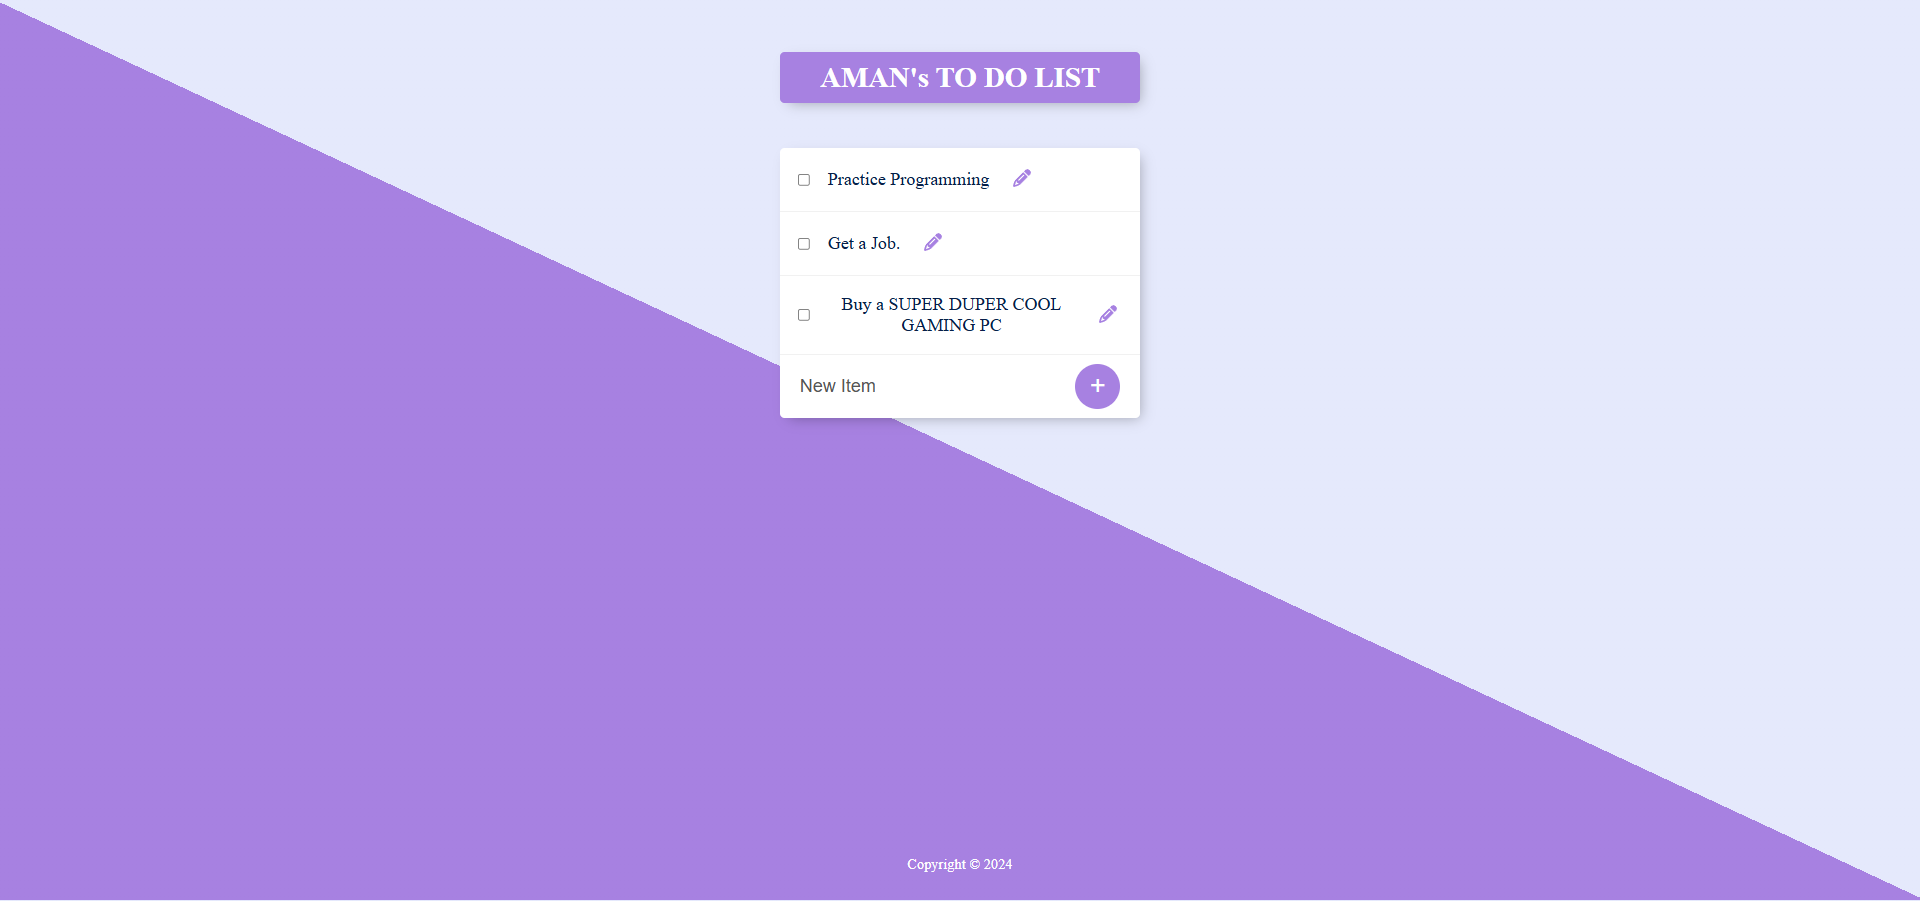 AMAN's TO DO LIST
Practice Programming
Get a Job.
Buy a SUPER DUPER COOL
GAMING PC
New Item
+
Copyright © 2024